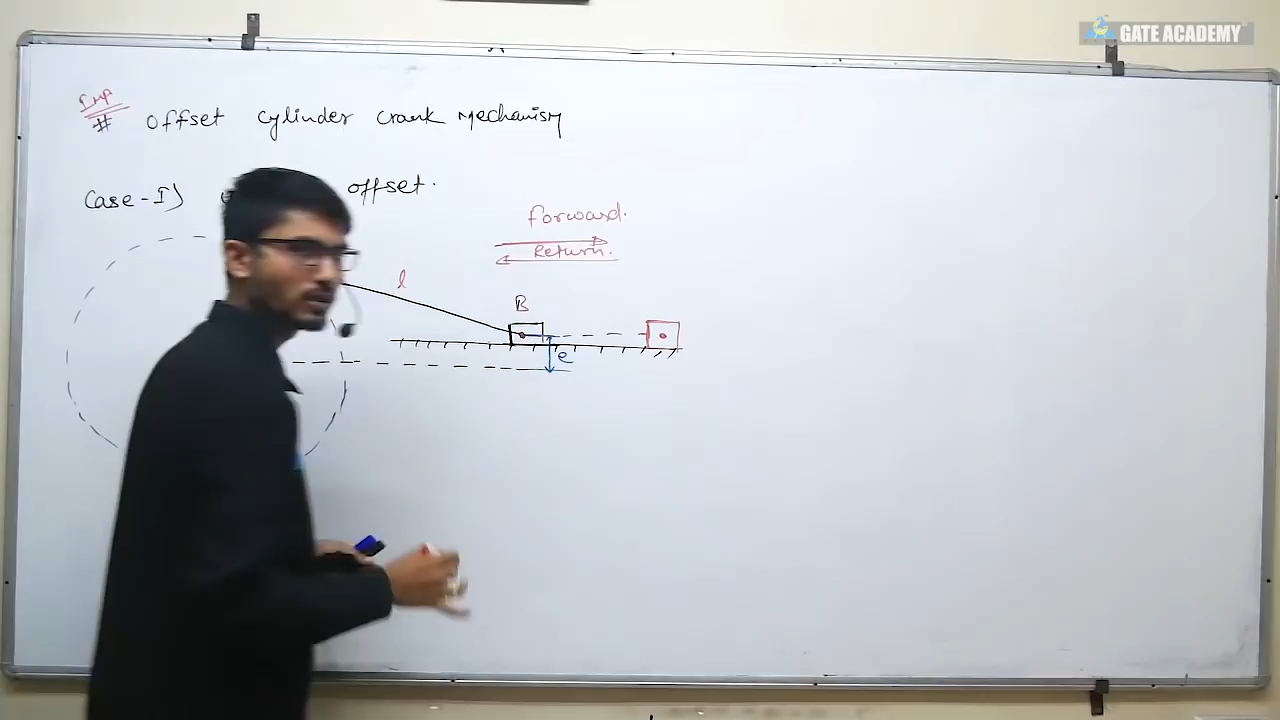 GATE ACADEMY
Imp
# offset cylinder crank Mechanism
Case-I) offset.
forward.
Return.
l
B
e